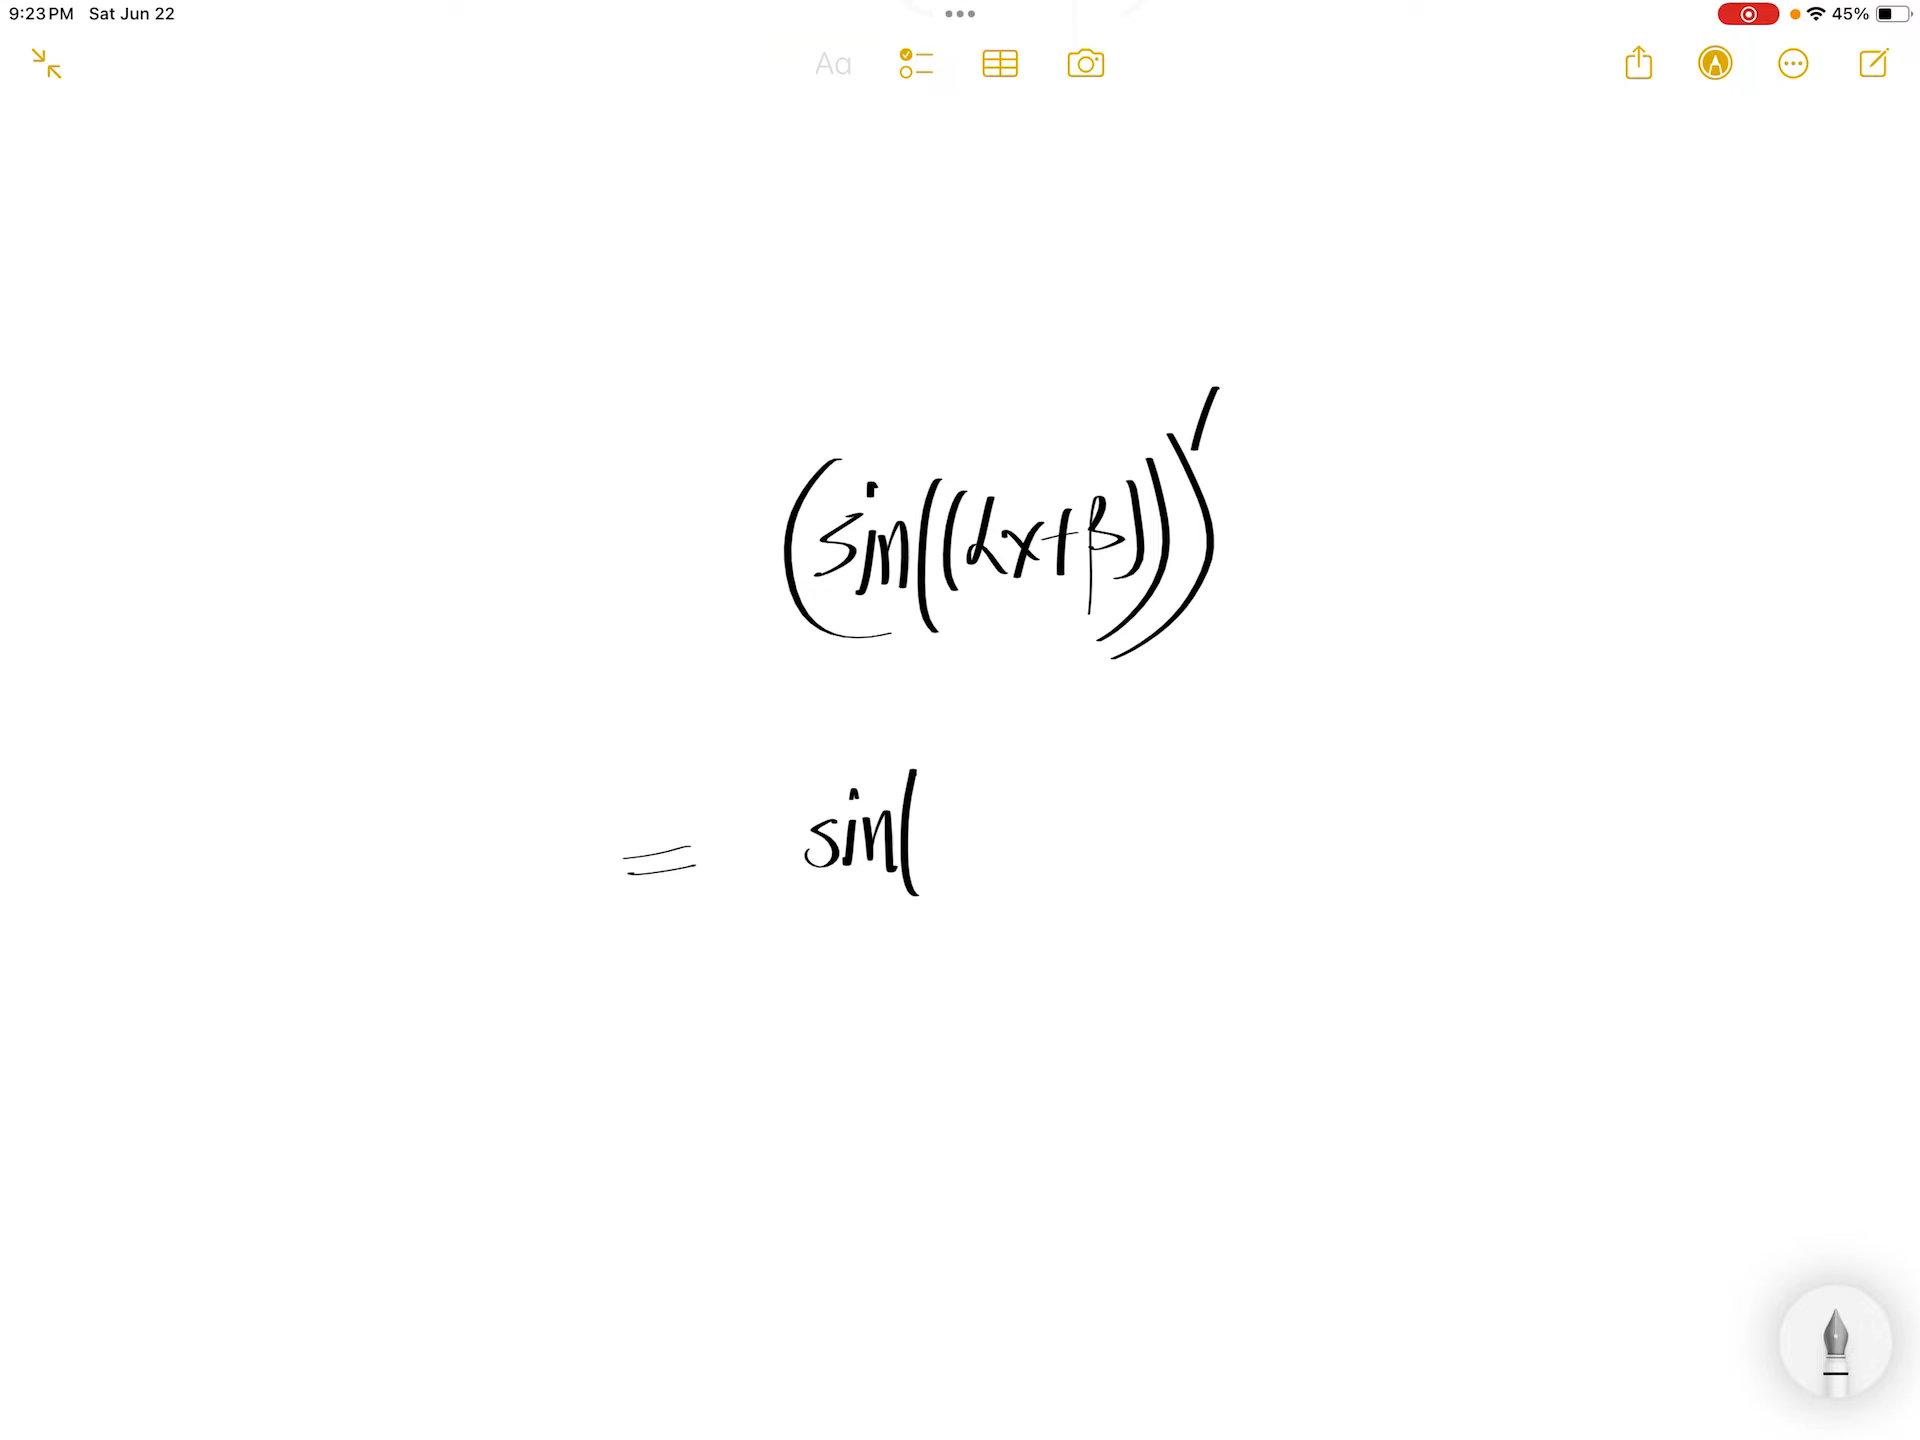 9:23 PM Sat Jun 22
45%
Aa
(sin((αx+β)))′
= sin(